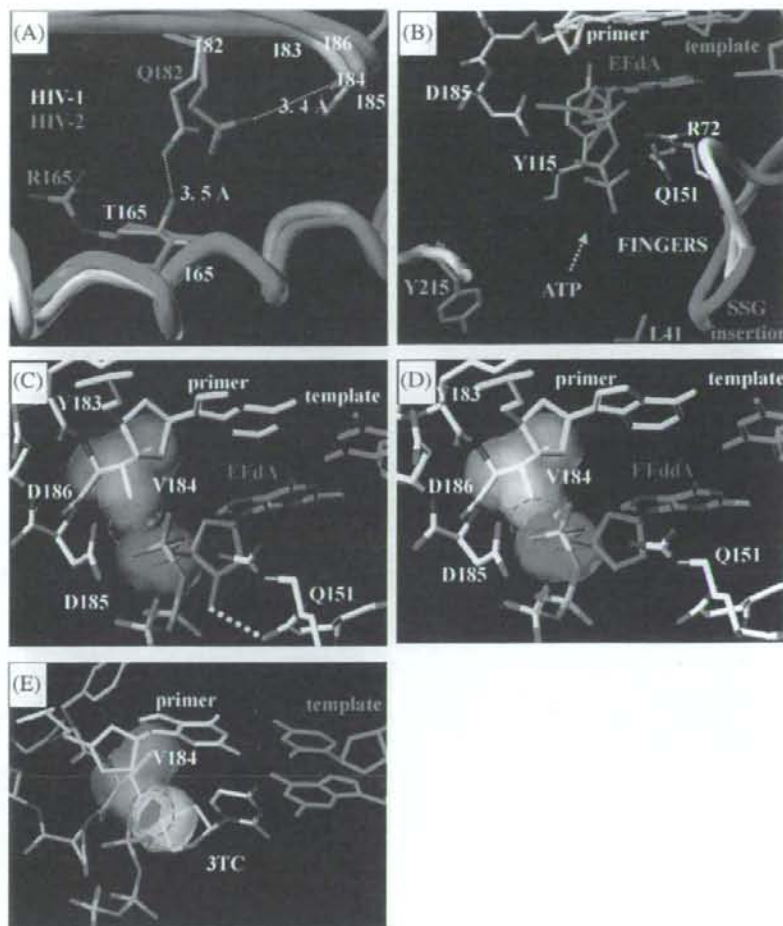 (A)
182
183
186
Q182
184
185
3.4 A
HIV-1
HIV-2
R165
T165
3.5 A
165
(B)
primer
template
EFdA
D185
R72
Y115
Q151
FINGERS
ATP
Y215
SSG
insertion
L41
(C)
primer
template
Y183
EFdA
V184
D186
D185
Q151
(D)
primer
template
Y183
EFddA
V184
D186
D185
Q151
(E)
primer
template
V184
3TC